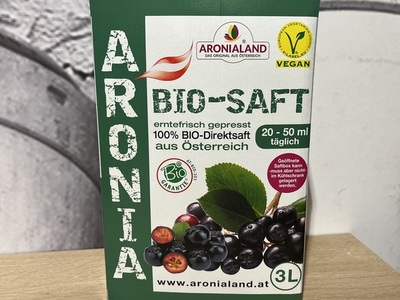 ARONIA
ARONIALAND
DAS ORIGINAL AUS ÖSTERREICH
VEGAN
BIO-SAFT
erntefrisch gepresst
100% BIO-Direktsaft
aus Österreich
20 - 50 ml
täglich
Geöffnete
Saftbox kann
-muss aber nicht-
im Kühlschrank
gelagert
werden.
Bio
GARANTIE
www.aronialand.at
3L